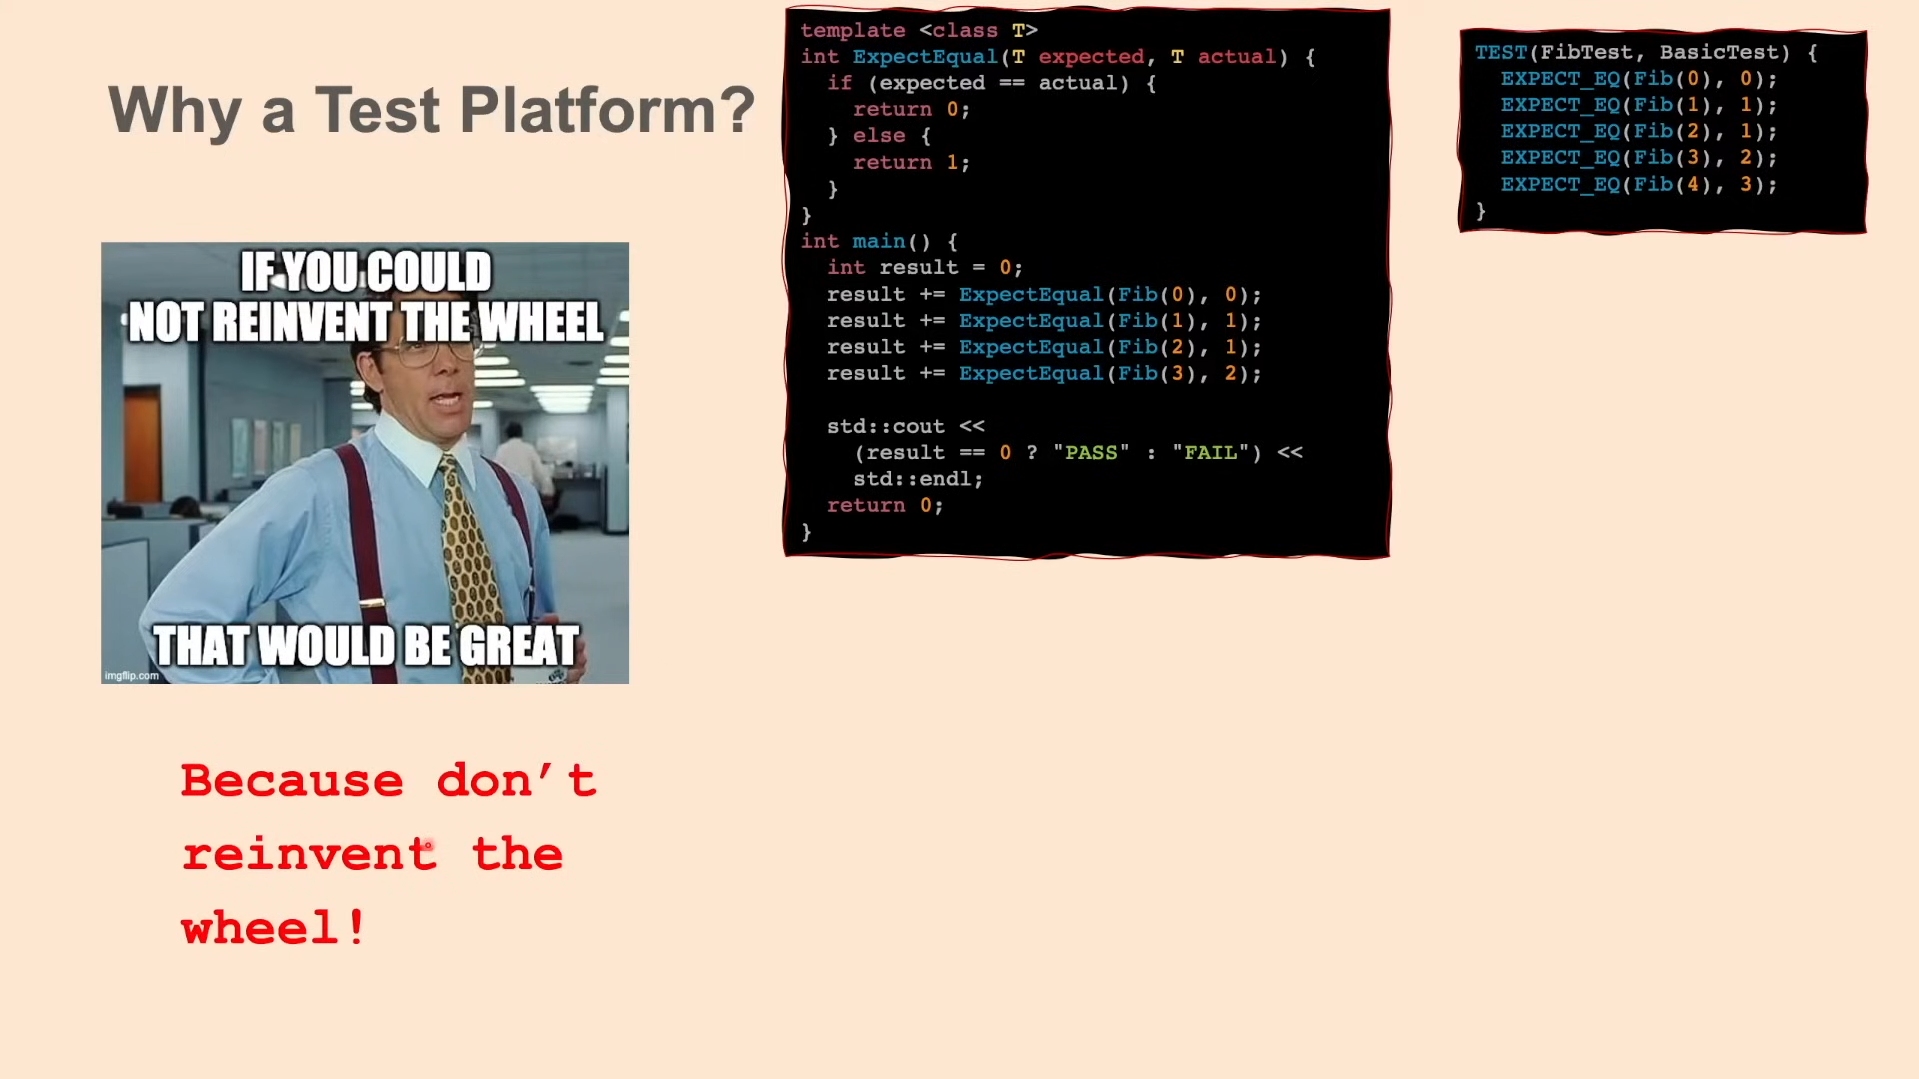 Why a Test Platform?
IF YOU COULD
NOT REINVENT THE WHEEL
THAT WOULD BE GREAT
imgflip.com
Because don’t
reinvent the
wheel!
template <class T>
int ExpectEqual(T expected, T actual) {
  if (expected == actual) {
    return 0;
  } else {
    return 1;
  }
}
int main() {
  int result = 0;
  result += ExpectEqual(Fib(0), 0);
  result += ExpectEqual(Fib(1), 1);
  result += ExpectEqual(Fib(2), 1);
  result += ExpectEqual(Fib(3), 2);
  std::cout <<
    (result == 0 ? "PASS" : "FAIL") <<
    std::endl;
  return 0;
}
TEST(FibTest, BasicTest) {
  EXPECT_EQ(Fib(0), 0);
  EXPECT_EQ(Fib(1), 1);
  EXPECT_EQ(Fib(2), 1);
  EXPECT_EQ(Fib(3), 2);
  EXPECT_EQ(Fib(4), 3);
}